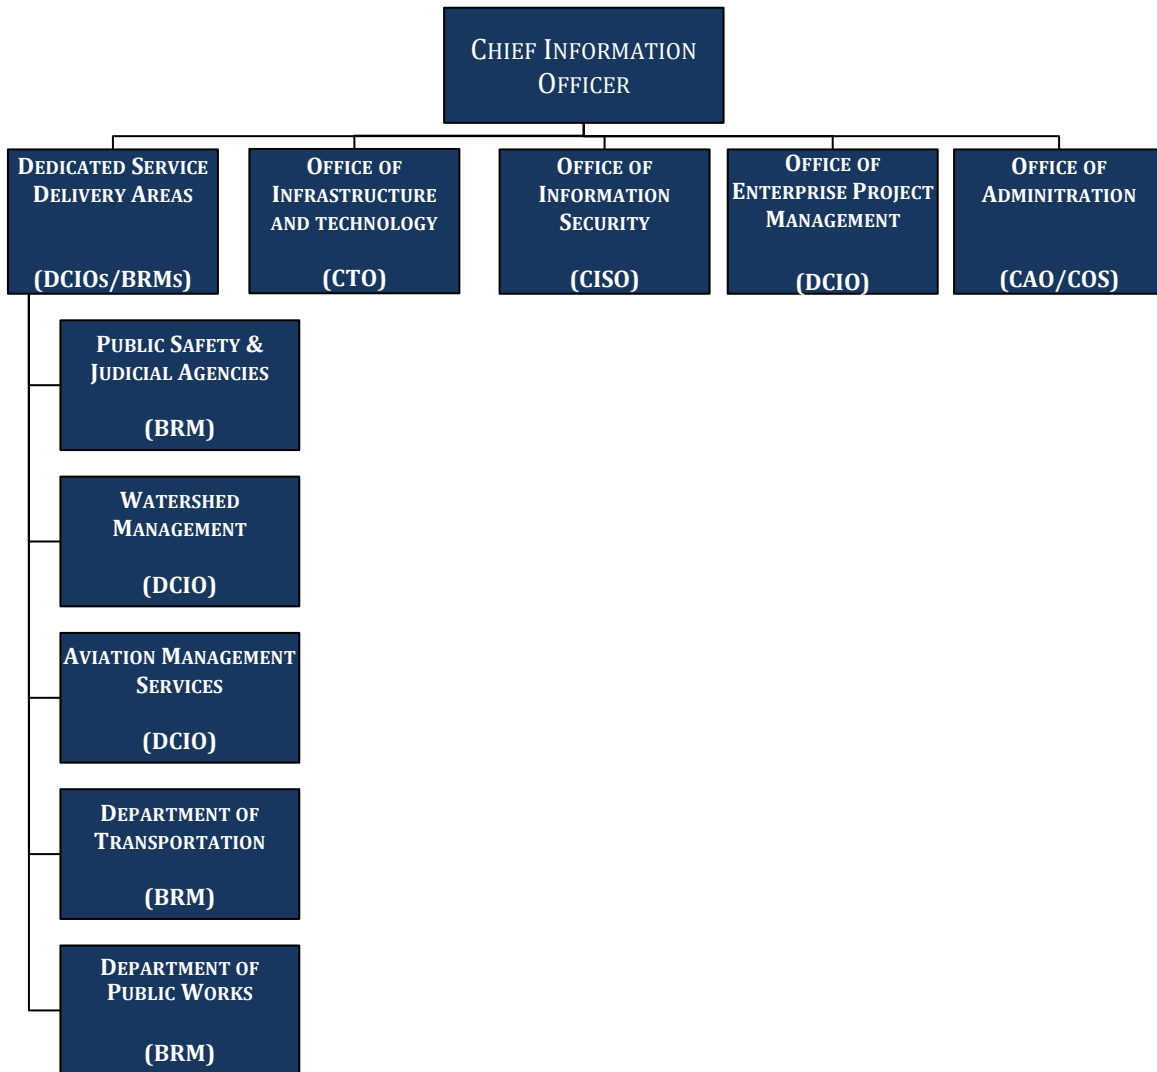 CHIEF INFORMATION
OFFICER
DEDICATED SERVICE
DELIVERY AREAS
(DCIOS/BRMS)
OFFICE OF
INFRASTRUCTURE
AND TECHNOLOGY
(CTO)
OFFICE OF
INFORMATION
SECURITY
(CISO)
OFFICE OF
ENTERPRISE PROJECT
MANAGEMENT
(DCIO)
OFFICE OF
ADMINITRATION
(CAO/COS)
PUBLIC SAFETY &
JUDICIAL AGENCIES
(BRM)
WATERSHED
MANAGEMENT
(DCIO)
AVIATION MANAGEMENT
SERVICES
(DCIO)
DEPARTMENT OF
TRANSPORTATION
(BRM)
DEPARTMENT OF
PUBLIC WORKS
(BRM)